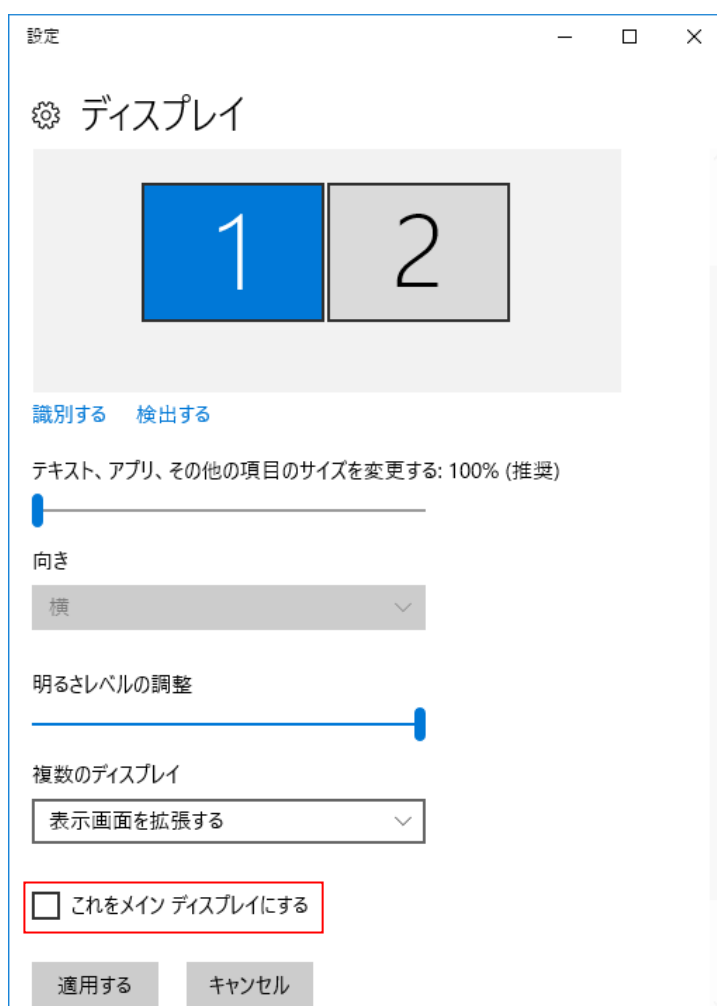 設定
ディスプレイ
1 2
識別する 検出する
テキスト、アプリ、その他の項目のサイズを変更する: 100% (推奨)
向き
横
明るさレベルの調整
複数のディスプレイ
表示画面を拡張する
これをメイン ディスプレイにする
適用する キャンセル